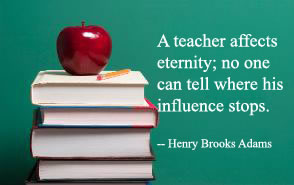 A teacher affects
eternity; no one
can tell where his
influence stops.
-- Henry Brooks Adams